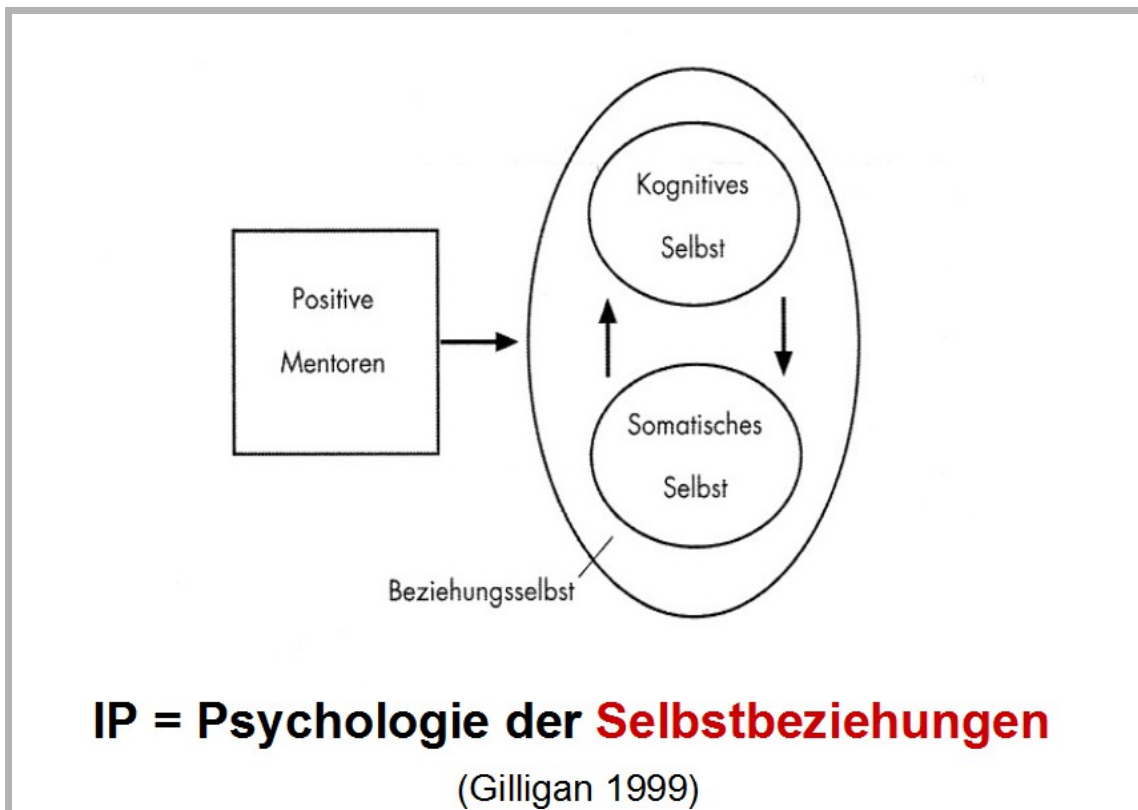 Kognitives
Selbst
Positive
Mentoren
Somatisches
Selbst
Beziehungsselbst
IP = Psychologie der Selbstbeziehungen
(Gilligan 1999)